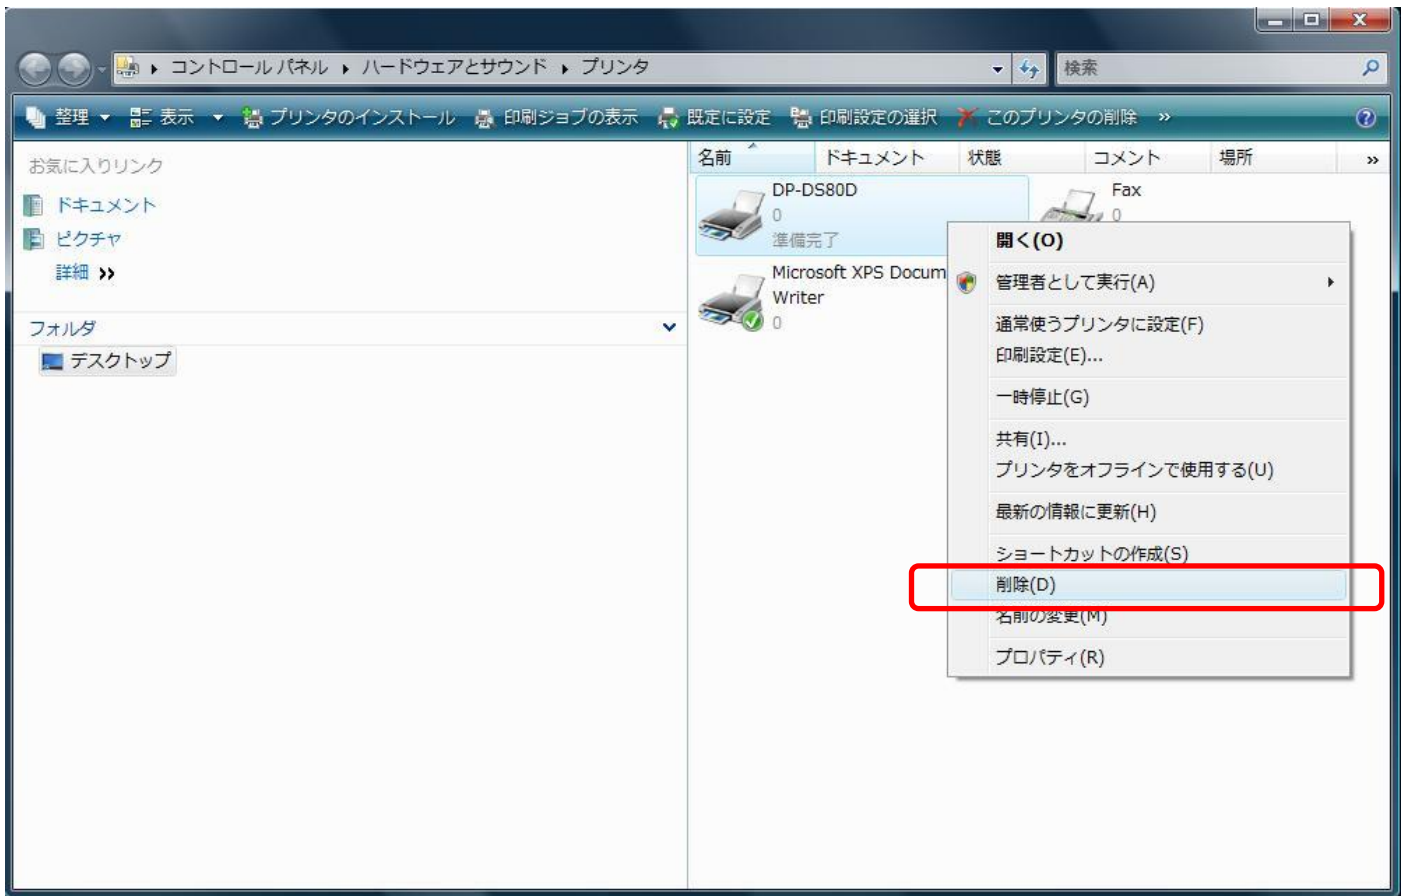 コントロール パネル ハードウェアとサウンド プリンタ
検索
整理 表示 プリンタのインストール 印刷ジョブの表示 既定に設定 印刷設定の選択 このプリンタの削除 »
お気に入りリンク
ドキュメント
ピクチャ
詳細 »
フォルダ
デスクトップ
名前 ドキュメント 状態 コメント 場所 »
DP-DS80D
0
準備完了
Fax
0
Microsoft XPS Docum
Writer
0
開く(O)
管理者として実行(A)
通常使うプリンタに設定(F)
印刷設定(E)...
一時停止(G)
共有(I)...
プリンタをオフラインで使用する(U)
最新の情報に更新(H)
ショートカットの作成(S)
削除(D)
名前の変更(M)
プロパティ(R)